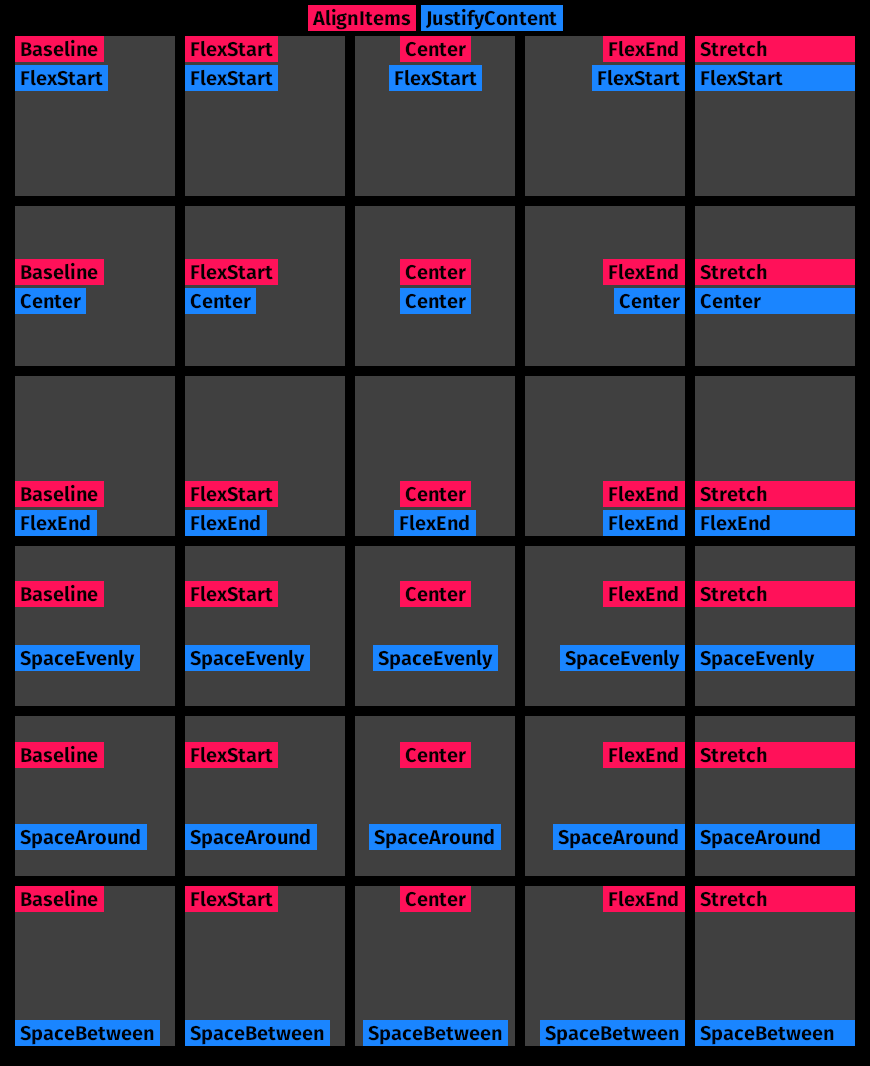 AlignItems JustifyContent
Baseline FlexStart Center FlexEnd Stretch
FlexStart FlexStart FlexStart FlexStart FlexStart
Baseline FlexStart Center FlexEnd Stretch
Center Center Center Center Center
Baseline FlexStart Center FlexEnd Stretch
FlexEnd FlexEnd FlexEnd FlexEnd FlexEnd
Baseline FlexStart Center FlexEnd Stretch
SpaceEvenly SpaceEvenly SpaceEvenly SpaceEvenly SpaceEvenly
Baseline FlexStart Center FlexEnd Stretch
SpaceAround SpaceAround SpaceAround SpaceAround SpaceAround
Baseline FlexStart Center FlexEnd Stretch
SpaceBetween SpaceBetween SpaceBetween SpaceBetween SpaceBetween